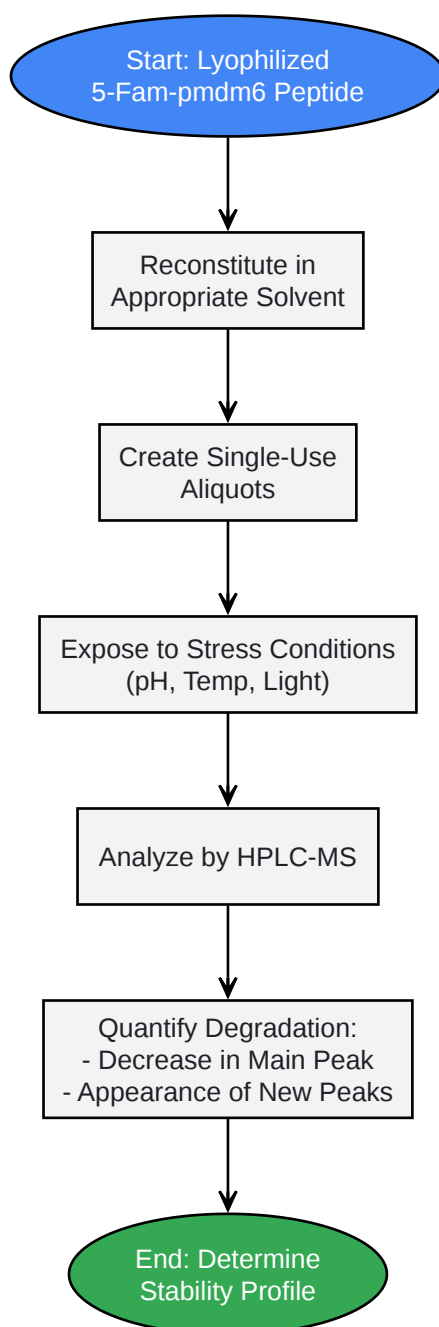 Start: Lyophilized
5-Fam-pmdm6 Peptide
Reconstitute in
Appropriate Solvent
Create Single-Use
Aliquots
Expose to Stress Conditions
(pH, Temp, Light)
Analyze by HPLC-MS
Quantify Degradation:
- Decrease in Main Peak
- Appearance of New Peaks
End: Determine
Stability Profile